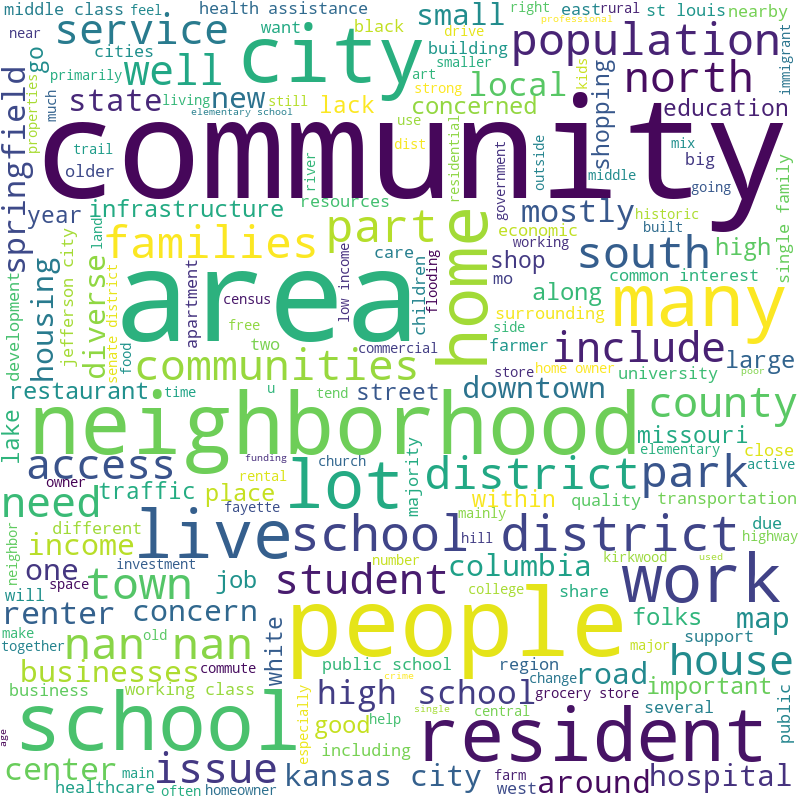 middle class feel health assistance small right professional east rural st louis nearby
near service want black drive building population
cities city smaller kids
go primarily well art local north immigrant
properties state living new still lack strong concerned shopping education
much elementary school use
community
trail dist residential outside mix big
springfield older river resources government middle going
year infrastructure part home mostly historic
land families care economic built single family
working south high
jefferson city diverse area low income children flooding shop mo common interest
housing senate district apartment census along many
development free surrounding
food two side farmer include large
commercial store home owner university poor
restaurant time u tend street downtown county
lake neighborhood missouri
funding church majority elementary close active
access owner rental lot district park
need traffic place fayette within quality transportation
neighbor different mainly due
income live school district highway
one investment number hill kirkwood used
space town job student college columbia share work
will renter concern people folks map
make old major support
together nan nan white public school region house
businesses commute change road
business working class crime grocery store important public
age school especially high school single central several
good help resident
center main issue including farm
healthcare often homeowner kansas city west around hospital